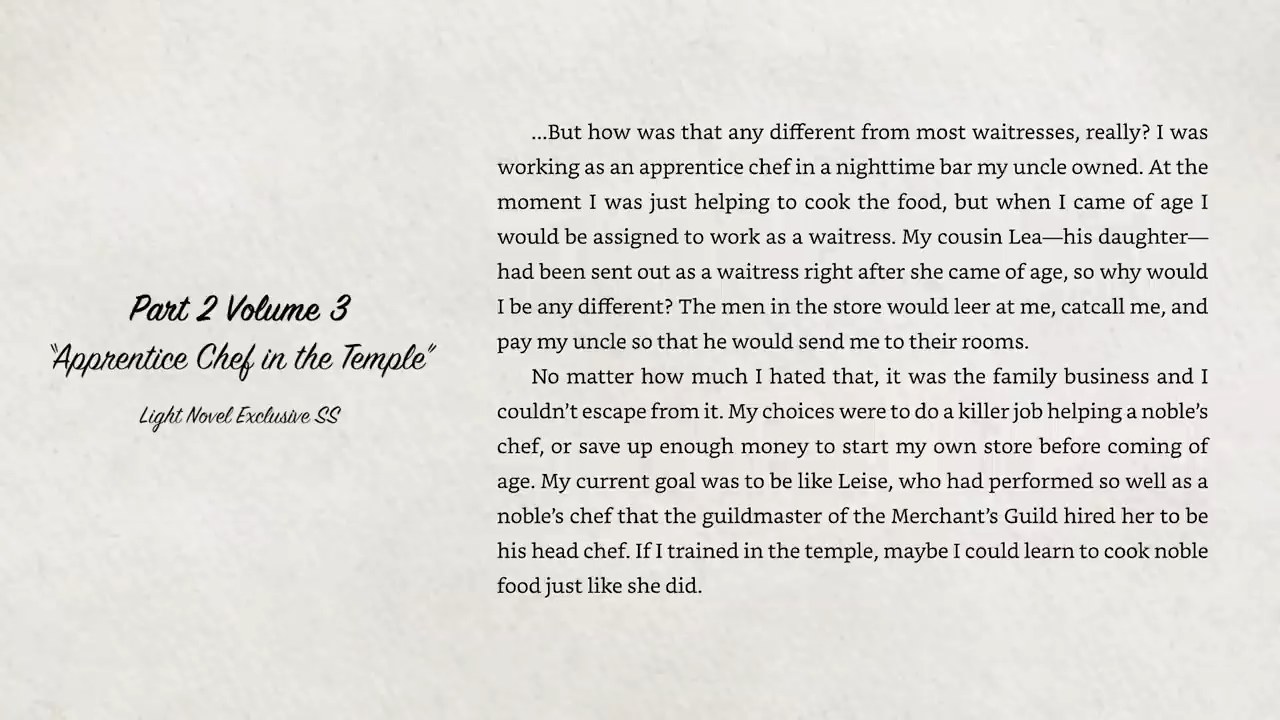 Part 2 Volume 3
"Apprentice Chef in the Temple"
Light Novel Exclusive SS
...But how was that any different from most waitresses, really? I was
working as an apprentice chef in a nighttime bar my uncle owned. At the
moment I was just helping to cook the food, but when I came of age I
would be assigned to work as a waitress. My cousin Lea—his daughter—
had been sent out as a waitress right after she came of age, so why would
I be any different? The men in the store would leer at me, catcall me, and
pay my uncle so that he would send me to their rooms.
No matter how much I hated that, it was the family business and I
couldn't escape from it. My choices were to do a killer job helping a noble's
chef, or save up enough money to start my own store before coming of
age. My current goal was to be like Leise, who had performed so well as a
noble's chef that the guildmaster of the Merchant's Guild hired her to be
his head chef. If I trained in the temple, maybe I could learn to cook noble
food just like she did.